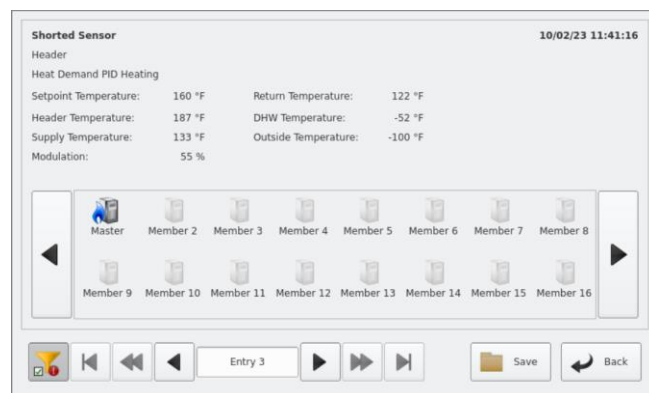 Shorted Sensor 10/02/23 11:41:16
Header
Heat Demand PID Heating
Setpoint Temperature: 160 °F Return Temperature: 122 °F
Header Temperature: 187 °F DHW Temperature: -52 °F
Supply Temperature: 133 °F Outside Temperature: -100 °F
Modulation: 55 %
Master Member 2 Member 3 Member 4 Member 5 Member 6 Member 7 Member 8
Member 9 Member 10 Member 11 Member 12 Member 13 Member 14 Member 15 Member 16
Entry 3 Save Back